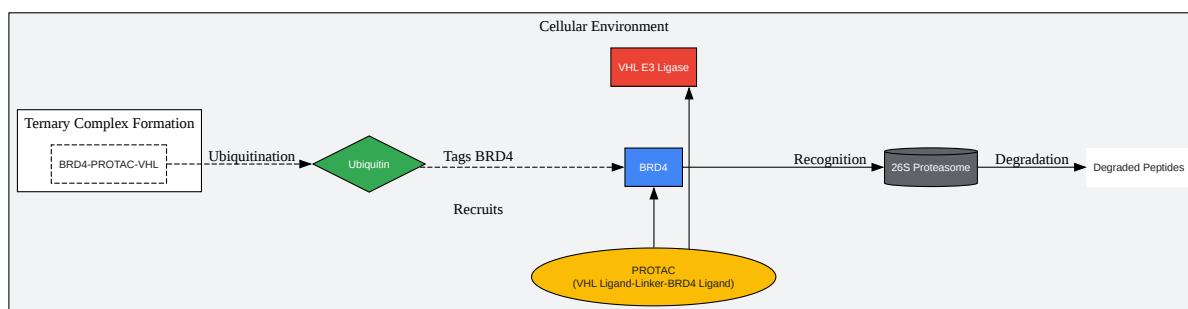 Cellular Environment
VHL E3 Ligase
Ternary Complex Formation
BRD4-PROTAC-VHL
Ubiquitination
Ubiquitin
Tags BRD4
BRD4
Recognition
26S Proteasome
Degradation
Degraded Peptides
Recruits
PROTAC
(VHL Ligand-Linker-BRD4 Ligand)